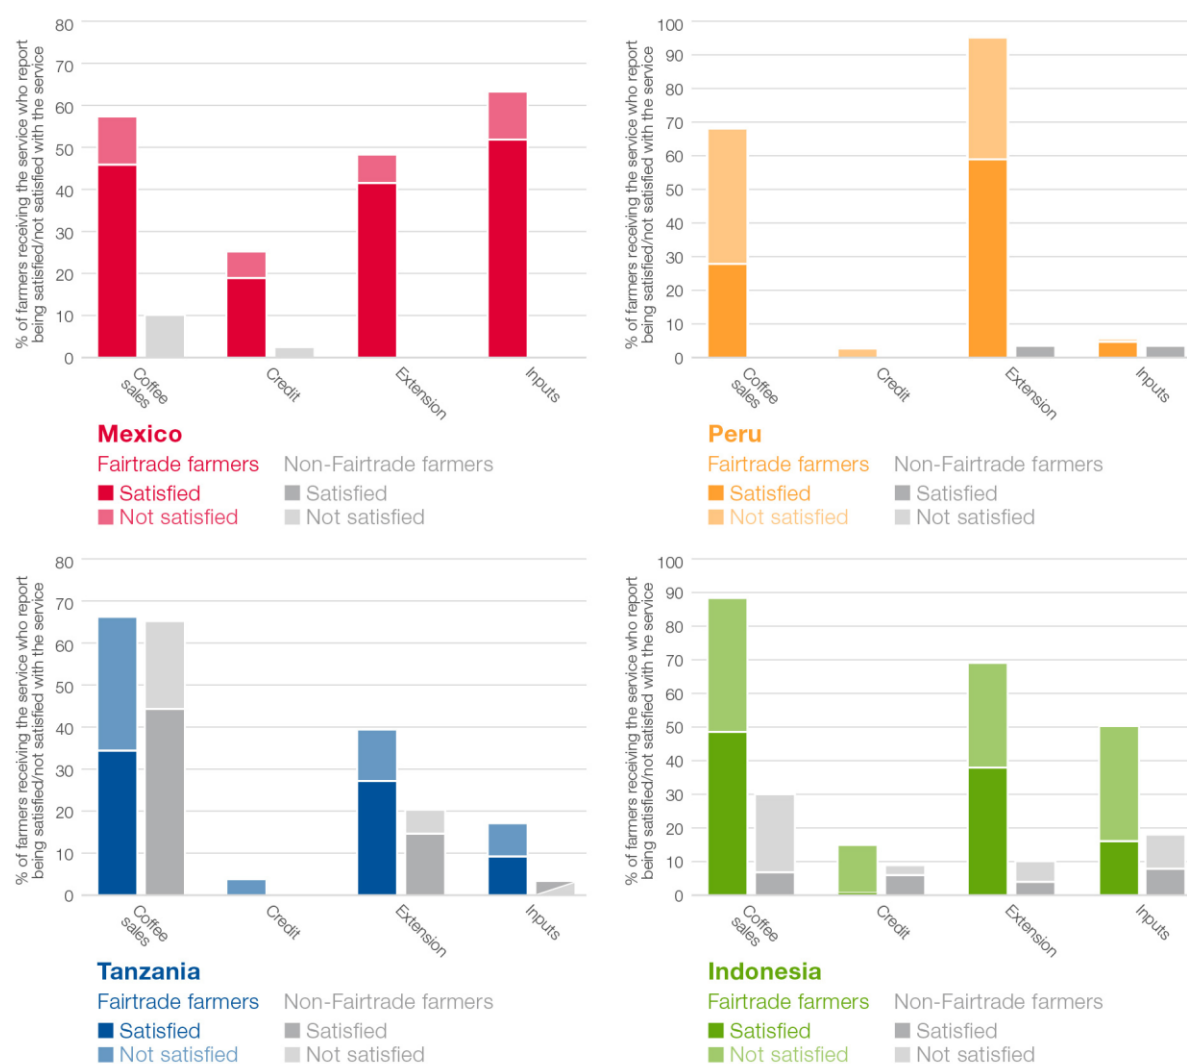 % of farmers receiving the service who report
being satisfied/not satisfied with the service
80
70
60
50
40
30
20
10
0
Coffee
sales
Credit
Extension
Inputs
Mexico
Fairtrade farmers Non-Fairtrade farmers
Satisfied Satisfied
Not satisfied Not satisfied
% of farmers receiving the service who report
being satisfied/not satisfied with the service
100
90
80
70
60
50
40
30
20
10
0
Coffee
sales
Credit
Extension
Inputs
Peru
Fairtrade farmers Non-Fairtrade farmers
Satisfied Satisfied
Not satisfied Not satisfied
% of farmers receiving the service who report
being satisfied/not satisfied with the service
80
70
60
50
40
30
20
10
0
Coffee
sales
Credit
Extension
Inputs
Tanzania
Fairtrade farmers Non-Fairtrade farmers
Satisfied Satisfied
Not satisfied Not satisfied
% of farmers receiving the service who report
being satisfied/not satisfied with the service
100
90
80
70
60
50
40
30
20
10
0
Coffee
sales
Credit
Extension
Inputs
Indonesia
Fairtrade farmers Non-Fairtrade farmers
Satisfied Satisfied
Not satisfied Not satisfied